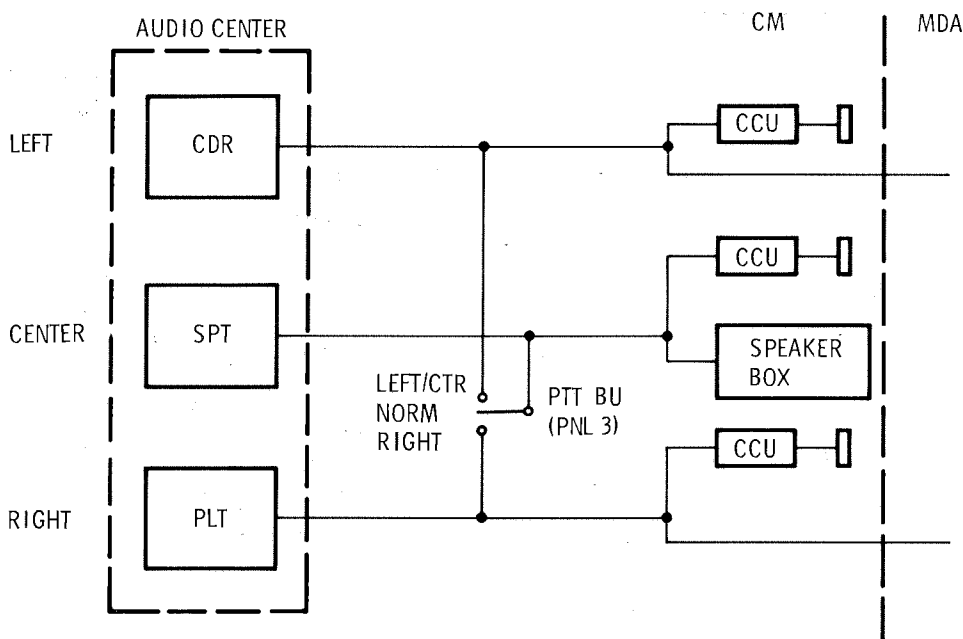 AUDIO CENTER
CM
MDA
LEFT
CDR
CCU
CENTER
SPT
CCU
SPEAKER
BOX
LEFT/CTR
NORM
RIGHT
PTT BU
(PNL 3)
RIGHT
PLT
CCU